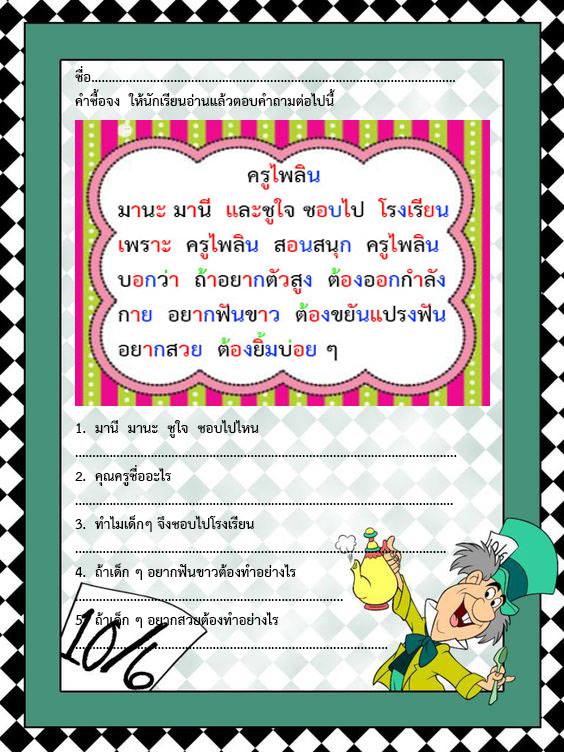 ชื่อ..........................................................................................................
คำชี้อจง ให้นักเรียนอ่านแล้วตอบคำถามต่อไปนี้
ครูไพลิน
มานะ มานี และชูใจ ชอบไป โรงเรียน
เพราะ ครูไพลิน สอนสนุก ครูไพลิน
บอกว่า ถ้าอยากตัวสูง ต้องออกกำลัง
กาย อยากฟันขาว ต้องขยันแปรงฟัน
อยากสวย ต้องยิ้มบ่อย ๆ
1. มานี มานะ ชูใจ ชอบไปไหน
..........................................................................................................
2. คุณครูชื่ออะไร
..........................................................................................................
3. ทำไมเด็กๆ จึงชอบไปโรงเรียน
..........................................................................................................
4. ถ้าเด็ก ๆ อยากฟันขาวต้องทำอย่างไร
..........................................................................................................
5. ถ้าเด็ก ๆ อยากสวยต้องทำอย่างไร
..........................................................................................................
10/6